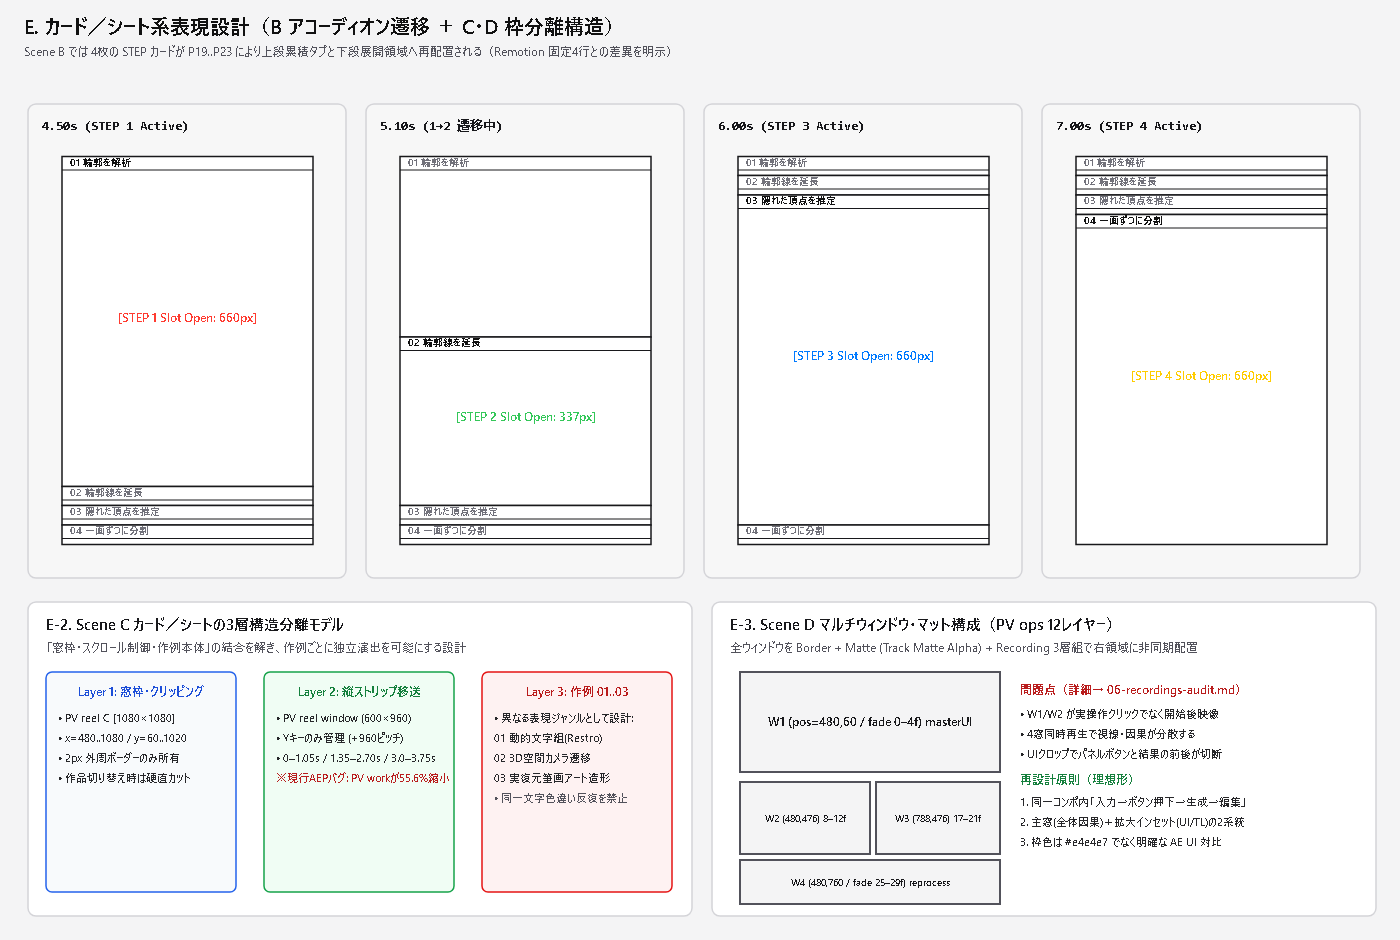 E. カード／シート系表現設計（B アコーディオン遷移 ＋ C・D 枠分離構造）
Scene B では 4枚の STEP カードが P19..P23 により上段累積タブと下段展開領域へ再配置される（Remotion 固定4行との差異を明示）
4.50s (STEP 1 Active)
01 輪郭を解析
[STEP 1 Slot Open: 660px]
02 輪郭線を延長
03 隠れた頂点を推定
04 一画ずつに分割
5.10s (1→2 遷移中)
01 輪郭を解析
02 輪郭線を延長
[STEP 2 Slot Open: 337px]
03 隠れた頂点を推定
04 一画ずつに分割
6.00s (STEP 3 Active)
01 輪郭を解析
02 輪郭線を延長
03 隠れた頂点を推定
[STEP 3 Slot Open: 660px]
04 一画ずつに分割
7.00s (STEP 4 Active)
01 輪郭を解析
02 輪郭線を延長
03 隠れた頂点を推定
04 一画ずつに分割
[STEP 4 Slot Open: 660px]
E-2. Scene C カード／シートの3層構造分離モデル
「窓枠・スクロール制御・作例本体」の結合を解き、作例ごとに独立演出を可能にする設計
Layer 1: 窓枠・クリッピング
• PV reel C [1080×1080]
• x=480..1080 / y=60..1020
• 2px 外周ボーダーのみ所有
• 作品切り替え時は硬直カット
Layer 2: 縦ストリップ移送
• PV reel window (600×960)
• Yキーのみ管理 (+960ピッチ)
• 0–1.05s / 1.35–2.70s / 3.0–3.75s
※現行AEPバグ: PV workが55.6%縮小
Layer 3: 作例 01..03
• 異なる表現ジャンルとして設計:
01 動的文字組(Restro)
02 3D空間カメラ遷移
03 実復元筆画アート造形
• 同一文字色違い反復を禁止
E-3. Scene D マルチウィンドウ・マット構成（PV ops 12レイヤー）
全ウィンドウを Border + Matte (Track Matte Alpha) + Recording 3層組で右領域に非同期配置
W1 (pos=480,60 / fade 0–4f) masterUI
W2 (480,476) 8–12f
W3 (788,476) 17–21f
W4 (480,760 / fade 25–29f) reprocess
問題点（詳細→ 06-recordings-audit.md）
• W1/W2 が実操作クリックでなく開始後映像
• 4窓同時再生で視線・因果が分散する
• UIクロップでパネルボタンと結果の前後が切断
再設計原則（理想形）
1. 同一コンポ内「入力→ボタン押下→生成→編集」
2. 主窓(全体因果)＋拡大インセット(UI/TL)の2系統
3. 枠色は #e4e4e7 でなく明確な AE UI 対比